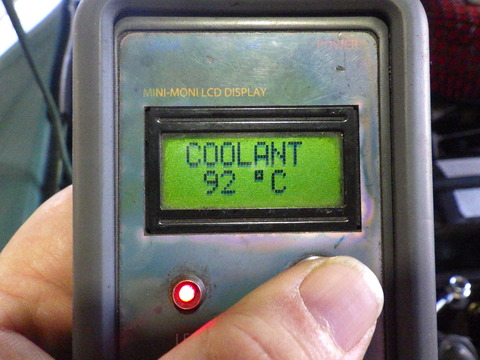 MINI-MONI LCD DISPLAY
COOLANT
92 °C